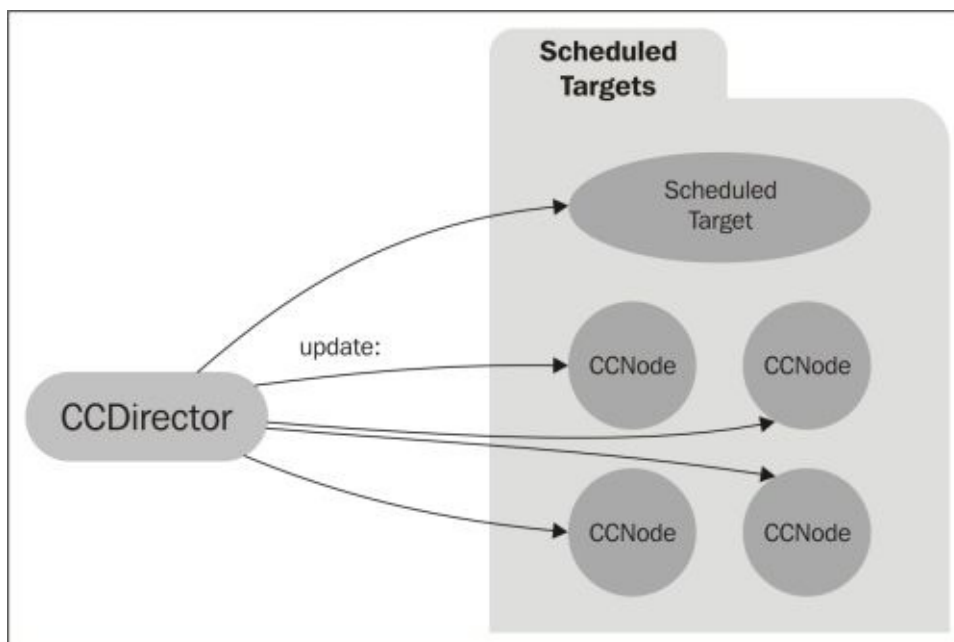 Scheduled
Targets
Scheduled
Target
update:
CCNode
CCNode
CCDirector
CCNode
CCNode